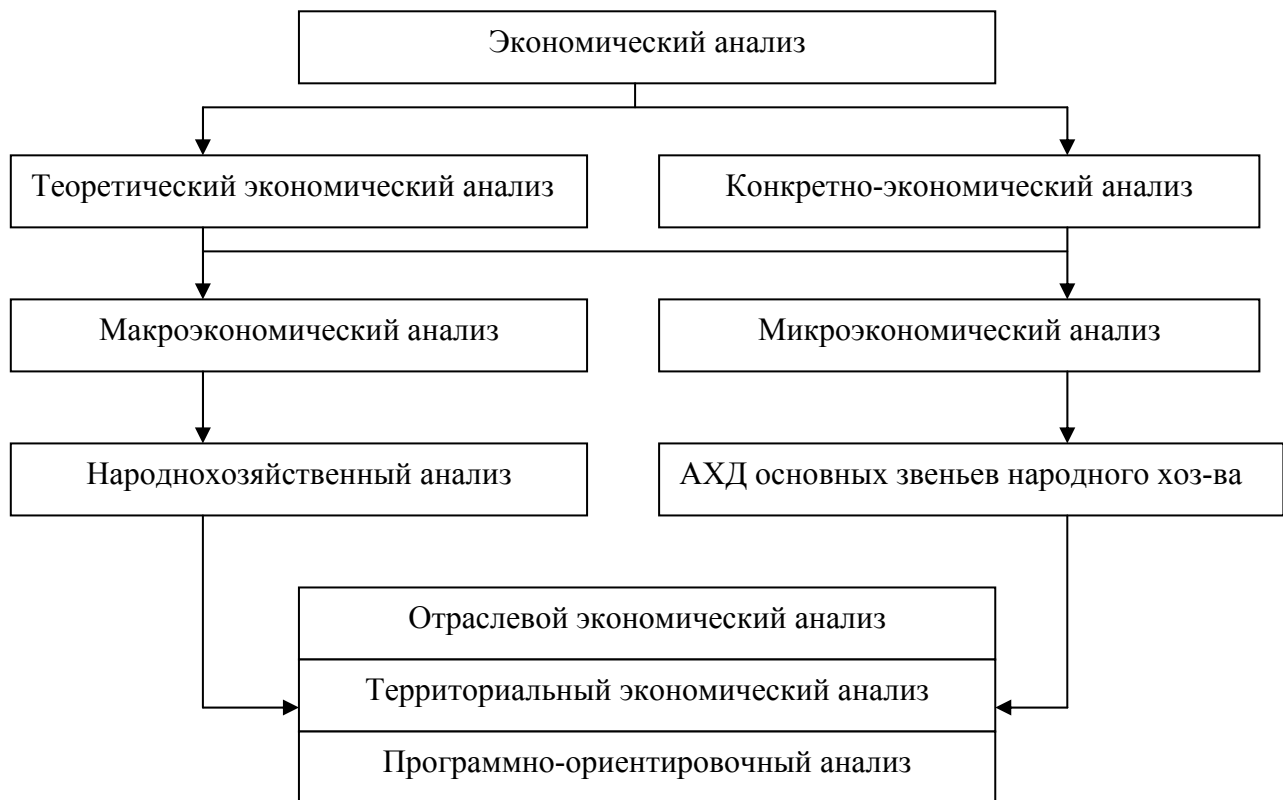 Экономический анализ
Теоретический экономический анализ
Конкретно-экономический анализ
Макроэкономический анализ
Микроэкономический анализ
Народнохозяйственный анализ
АХД основных звеньев народного хоз-ва
Отраслевой экономический анализ
Территориальный экономический анализ
Программно-ориентировочный анализ